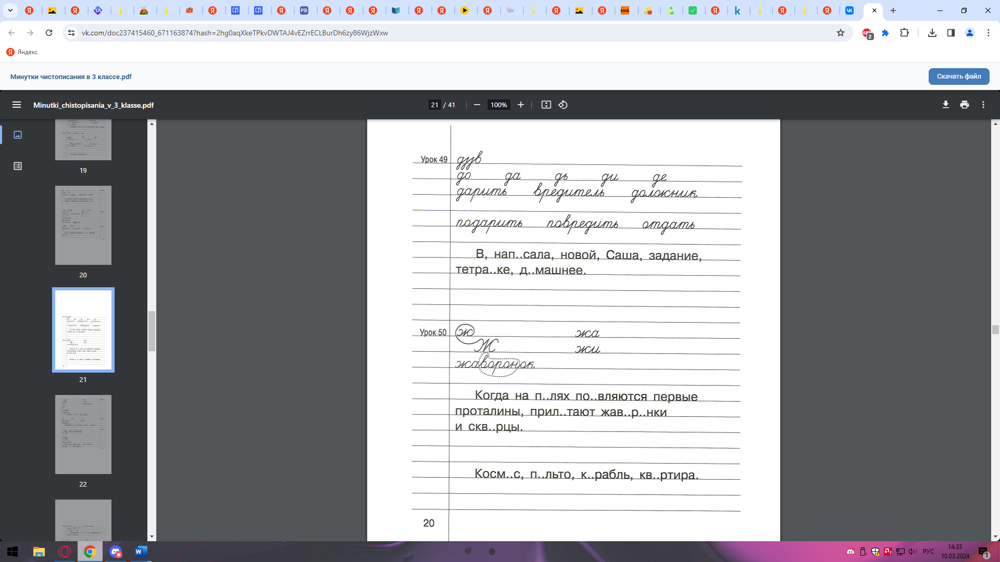 vk.com/doc237415460_671163874?hash=2hg0aqXkeTPkvDWTAJ4vEZrrECLBurDh6zy86WjzWxw
2
Яндекс
Минутки чистописания в 3 классе.pdf
Скачать файл
Minutki_chistopisania_v_3_klasse.pdf
21 / 41
100%
19
20
21
22
Урок 49
до да дь ди де
дарить вредитель должник
подарить повредить отдать
В, нап..сала, новой, Саша, задание,
тетра..ке, д..машнее.
Урок 50 ж жа
Ж жи
жаворонок
Когда на п..лях по..вляются первые
проталины, прил..тают жав..р..нки
и скв..рцы.
Косм..с, п..льто, к..рабль, кв..ртира.
20
РУС
14:33
10.03.2024
1